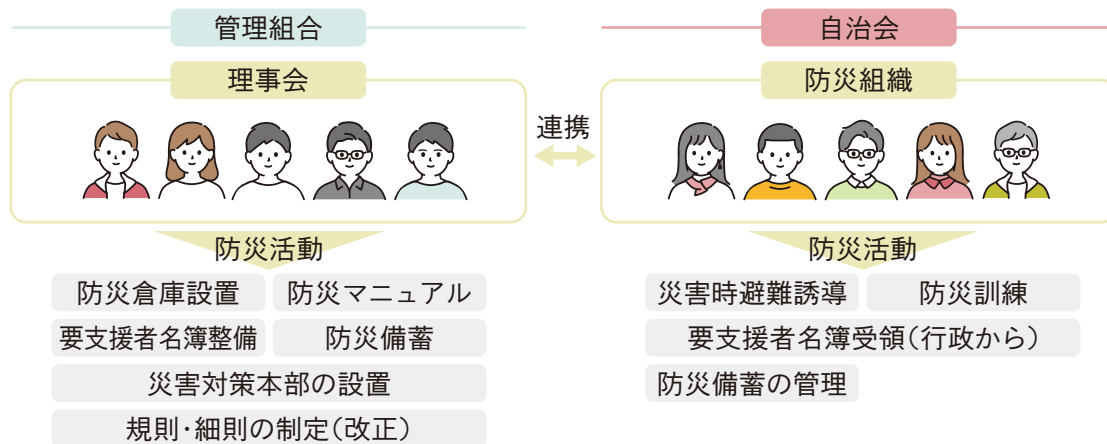 管理組合
理事会
防災活動
防災倉庫設置
防災マニュアル
要支援者名簿整備
防災備蓄
災害対策本部の設置
規則・細則の制定(改正)
連携
自治会
防災組織
防災活動
災害時避難誘導
防災訓練
要支援者名簿受領(行政から)
防災備蓄の管理